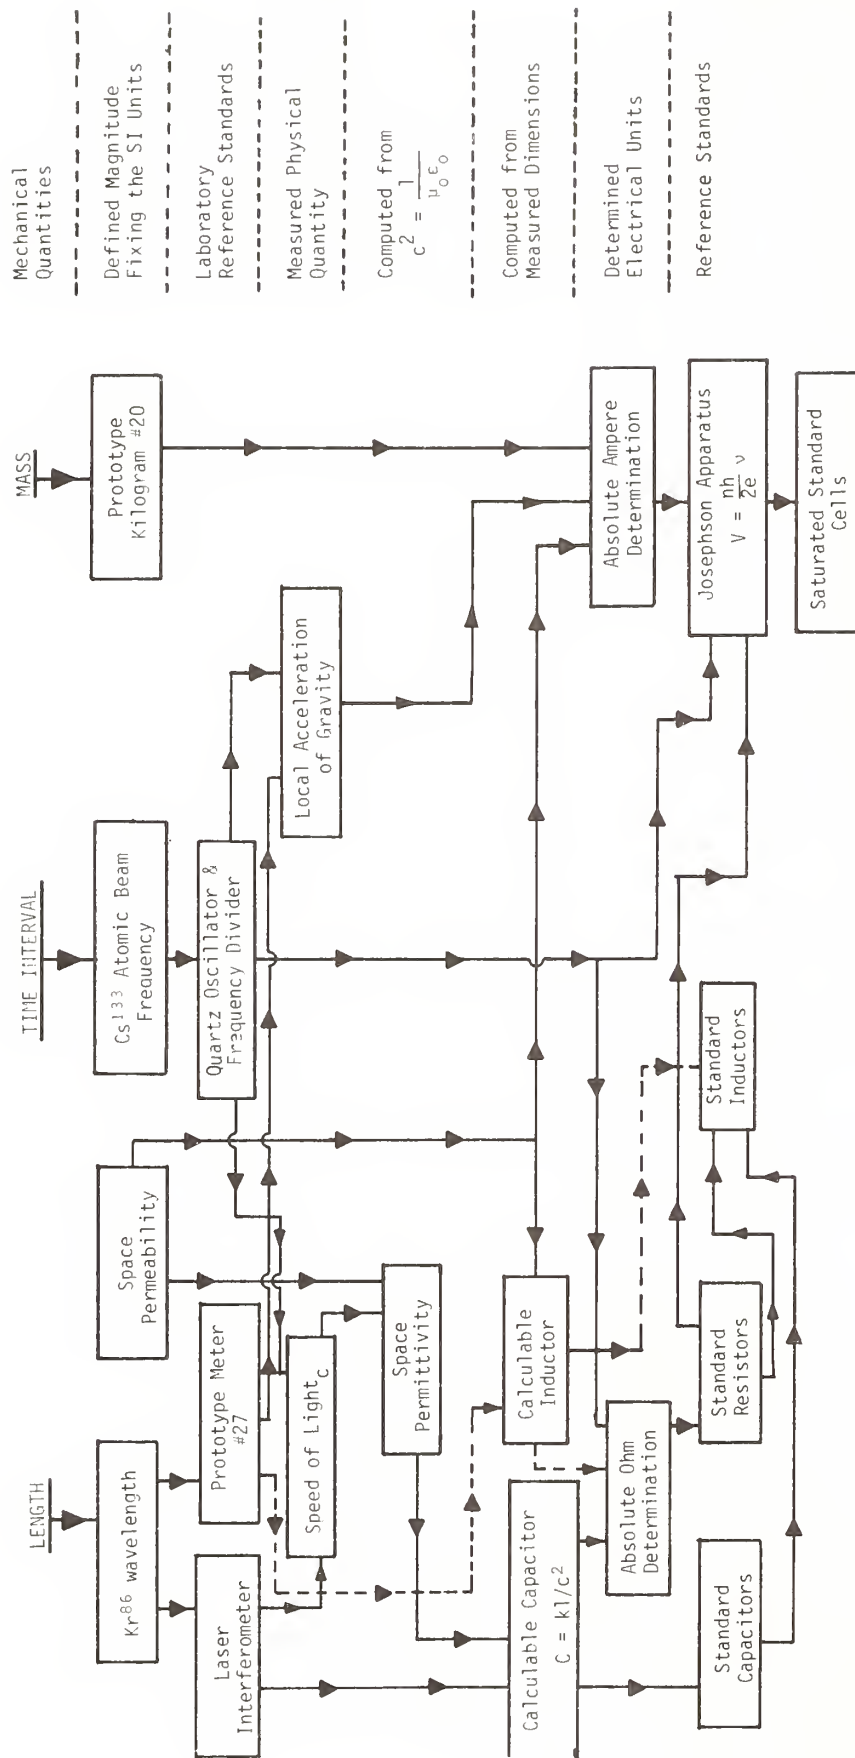 LENGTH
TIME INTERVAL
MASS
Mechanical
Quantities
Kr86 wavelength
Space
Permeability
Cs133 Atomic Beam
Frequency
Prototype
Kilogram #20
Defined Magnitude
Fixing the SI Units
Laser
Interferometer
Prototype Meter
#27
Quartz Oscillator &
Frequency Divider
Laboratory
Reference Standards
Speed of Light c
Local Acceleration
of Gravity
Measured Physical
Quantity
Space
Permittivity
Computed from
c² = 1/μ₀ε₀
Calculable Capacitor
C = kl/c²
Calculable
Inductor
Computed from
Measured Dimensions
Absolute Ohm
Determination
Absolute Ampere
Determination
Determined
Electrical Units
Standard
Capacitors
Standard
Resistors
Standard
Inductors
Josephson Apparatus
V = nh/2e ν
Reference Standards
Saturated Standard
Cells